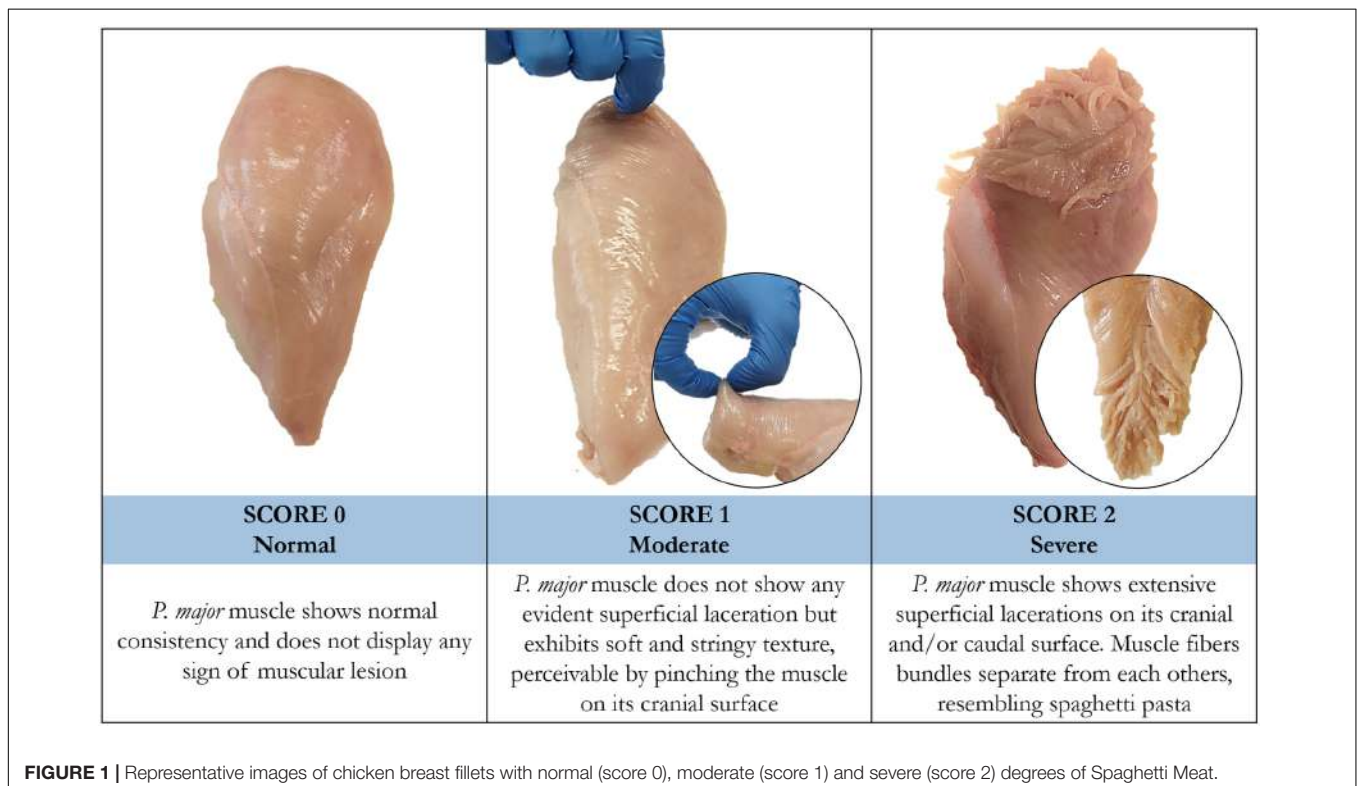 SCORE 0
Normal
P. major muscle shows normal
consistency and does not display any
sign of muscular lesion
SCORE 1
Moderate
P. major muscle does not show any
evident superficial laceration but
exhibits soft and stringy texture,
perceivable by pinching the muscle
on its cranial surface
SCORE 2
Severe
P. major muscle shows extensive
superficial lacerations on its cranial
and/or caudal surface. Muscle fibers
bundles separate from each others,
resembling spaghetti pasta
FIGURE 1 | Representative images of chicken breast fillets with normal (score 0), moderate (score 1) and severe (score 2) degrees of Spaghetti Meat.